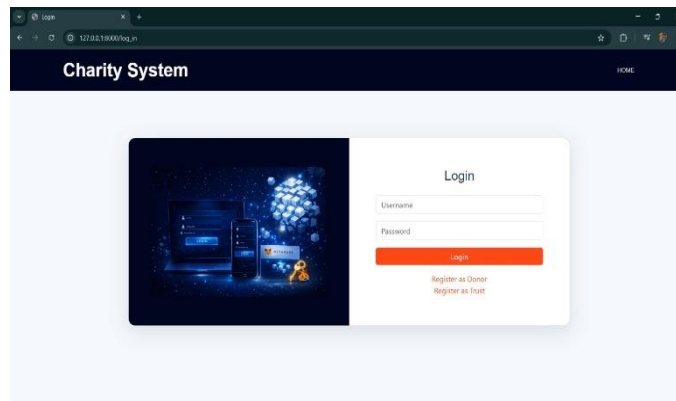 Login
127.0.0.1:8000/log_in
Charity System
HOME
Login
Username
Password
Login
Register as Donor
Register as Trust